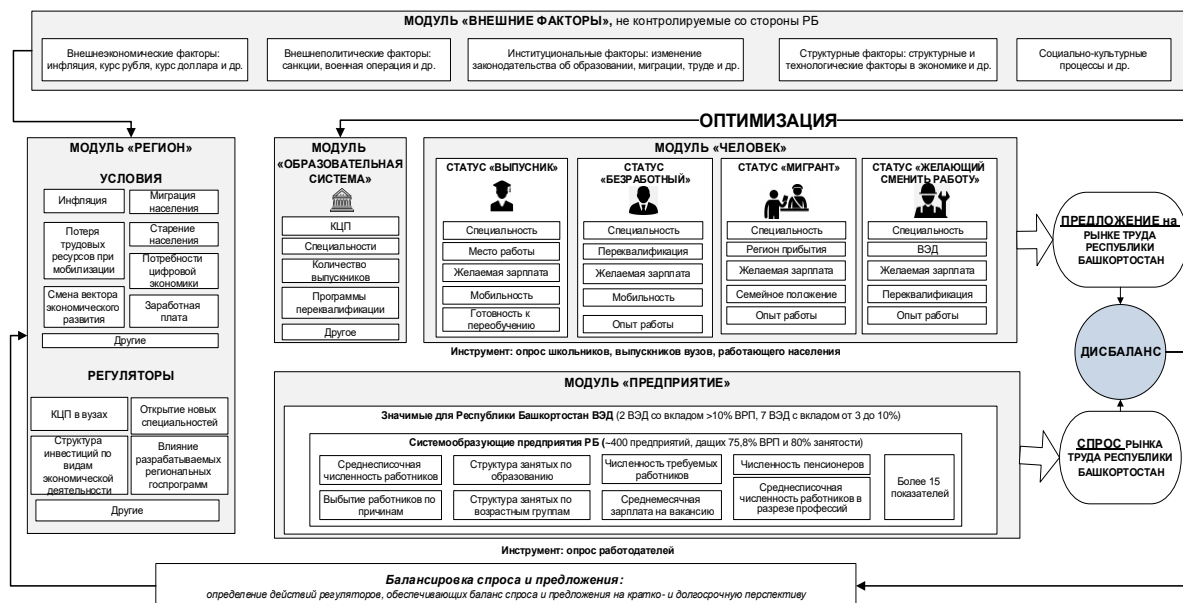 МОДУЛЬ «ВНЕШНИЕ ФАКТОРЫ», не контролируемые со стороны РБ
Внешнеэкономические факторы:
инфляция, курс рубля, курс доллара и др.
Внешнеполитические факторы:
санкции, военная операция и др.
Институциональные факторы: изменение
законодательства об образовании, миграции, труде и др.
Структурные факторы: структурные и
технологические факторы в экономике и др.
Социально-культурные
процессы и др.
ОПТИМИЗАЦИЯ
МОДУЛЬ «РЕГИОН»
УСЛОВИЯ
Инфляция
Миграция
населения
Потеря
трудовых
ресурсов при
мобилизации
Старение
населения
Потребности
цифровой
экономики
Смена вектора
экономического
развития
Заработная
плата
Другие
РЕГУЛЯТОРЫ
КЦП в вузах
Открытие новых
специальностей
Структура
инвестиций по
видам
экономической
деятельности
Влияние
разрабатываемых
региональных
госпрограмм
Другие
МОДУЛЬ
«ОБРАЗОВАТЕЛЬНАЯ
СИСТЕМА»
КЦП
Специальности
Количество
выпускников
Программы
переквалификации
Другое
МОДУЛЬ «ЧЕЛОВЕК»
СТАТУС «ВЫПУСНИК»
Специальность
Место работы
Желаемая зарплата
Мобильность
Готовность к
переобучению
СТАТУС
«БЕЗРАБОТНЫЙ»
Специальность
Переквалификация
Желаемая зарплата
Мобильность
Опыт работы
СТАТУС «МИГРАНТ»
Специальность
Регион прибытия
Желаемая зарплата
Семейное положение
Опыт работы
СТАТУС «ЖЕЛАЮЩИЙ
СМЕНИТЬ РАБОТУ»
Специальность
ВЭД
Желаемая зарплата
Переквалификация
Опыт работы
Инструмент: опрос школьников, выпускников вузов, работающего населения
МОДУЛЬ «ПРЕДПРИЯТИЕ»
Значимые для Республики Башкортостан ВЭД (2 ВЭД со вкладом >10% ВРП, 7 ВЭД с вкладом от 3 до 10%)
Системообразующие предприятия РБ (~400 предприятий, дащих 75,8% ВРП и 80% занятости)
Среднесписочная
численность работников
Структура занятых по
образованию
Численность требуемых
работников
Численность пенсионеров
Более 15
показателей
Выбытие работников по
причинам
Структура занятых по
возрастным группам
Среднемесячная
зарплата на вакансию
Среднесписочная
численность работников в
разрезе профессий
Инструмент: опрос работодателей
ПРЕДЛОЖЕНИЕ на
РЫНКЕ ТРУДА
РЕСПУБЛИКИ
БАШКОРТОСТАН
ДИСБАЛАНС
СПРОС РЫНКА
ТРУДА РЕСПУБЛИКИ
БАШКОРТОСТАН
Балансировка спроса и предложения:
определение действий регуляторов, обеспечивающих баланс спроса и предложения на кратко- и долгосрочную перспективу